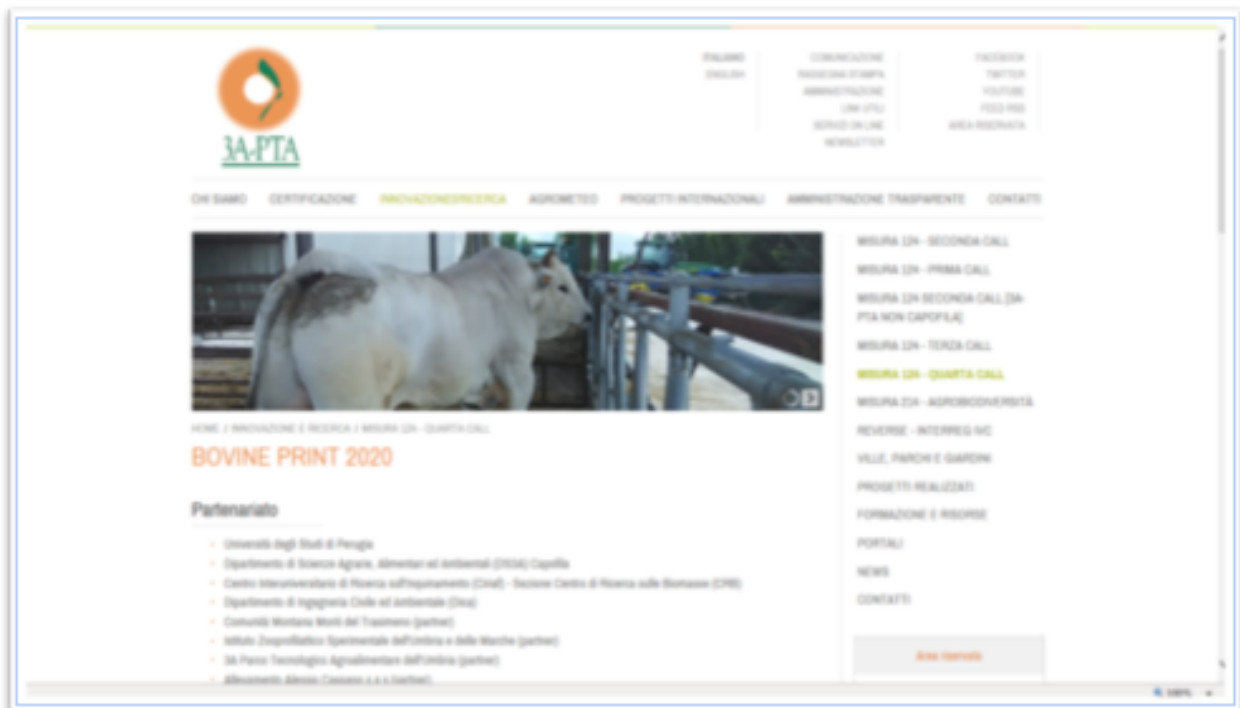 3A-PTA
ITALIANO
ENGLISH
COMUNICAZIONE
RASSEGNA STAMPA
AMMINISTRAZIONE
LINK UTILI
SERVIZI ON LINE
NEWSLETTER
FACEBOOK
TWITTER
YOUTUBE
FEED RSS
AREA RISERVATA
CHI SIAMO CERTIFICAZIONE INNOVAZIONE&RICERCA AGROMETEO PROGETTI INTERNAZIONALI AMMINISTRAZIONE TRASPARENTE CONTATTI
HOME / INNOVAZIONE E RICERCA / MISURA 124 - QUARTA CALL
BOVINE PRINT 2020
Partenariato
Università degli Studi di Perugia
Dipartimento di Scienze Agrarie, Alimentari ed Ambientali (DSA3) Capofila
Centro Interuniversitario di Ricerca sull'Inquinamento (Ciriaf) - Sezione Centro di Ricerca sulle Biomasse (CRB)
Dipartimento di Ingegneria Civile ed Ambientale (Dica)
Comunità Montana Monti del Trasimeno (partner)
Istituto Zooprofilattico Sperimentale dell'Umbria e delle Marche (partner)
3A Parco Tecnologico Agroalimentare dell'Umbria (partner)
Allevamento Alessio (partner)
MISURA 124 - SECONDA CALL
MISURA 124 - PRIMA CALL
MISURA 124 SECONDA CALL [3A-
PTA NON CAPOFILA]
MISURA 124 - TERZA CALL
MISURA 124 - QUARTA CALL
MISURA 214 - AGROBIODIVERSITÀ
REVERSE - INTERREG IVC
VILLE, PARCHI E GIARDINI
PROGETTI REALIZZATI
FORMAZIONE E RISORSE
PORTALI
NEWS
CONTATTI
Area riservata
100%